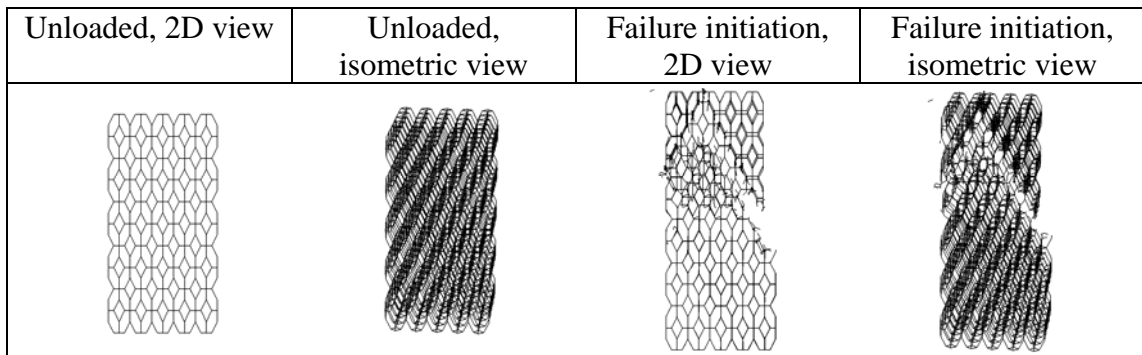 Unloaded, 2D view
Unloaded,
isometric view
Failure initiation,
2D view
Failure initiation,
isometric view